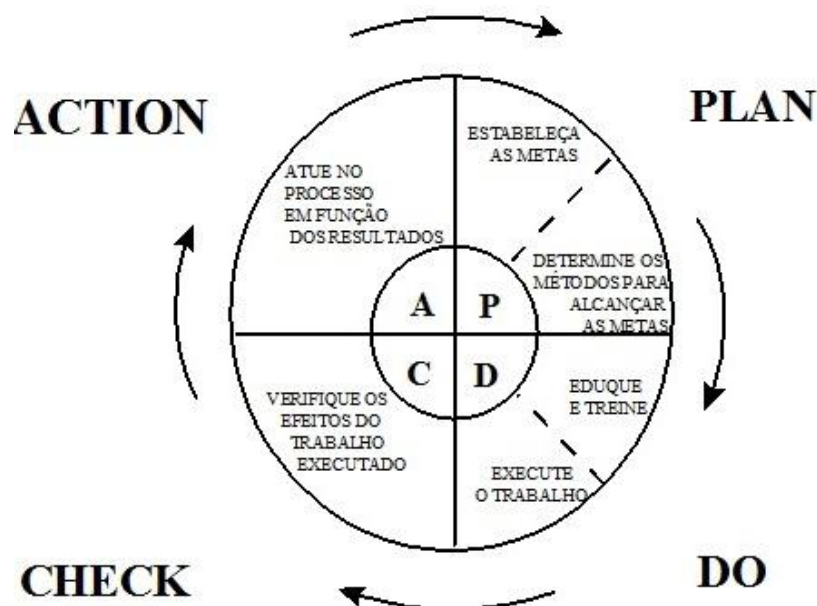 ACTION
PLAN
ESTABELEÇA
AS METAS
ATUE NO
PROCESSO
EM FUNÇÃO
DOS RESULTADOS
DETERMINE OS
MÉTODOS PARA
ALCANÇAR
AS METAS
A
P
C
D
EDUQUE
E TREINE
VERIFIQUE OS
EFEITOS DO
TRABALHO
EXECUTADO
EXECUTE
O TRABALHO
CHECK
DO